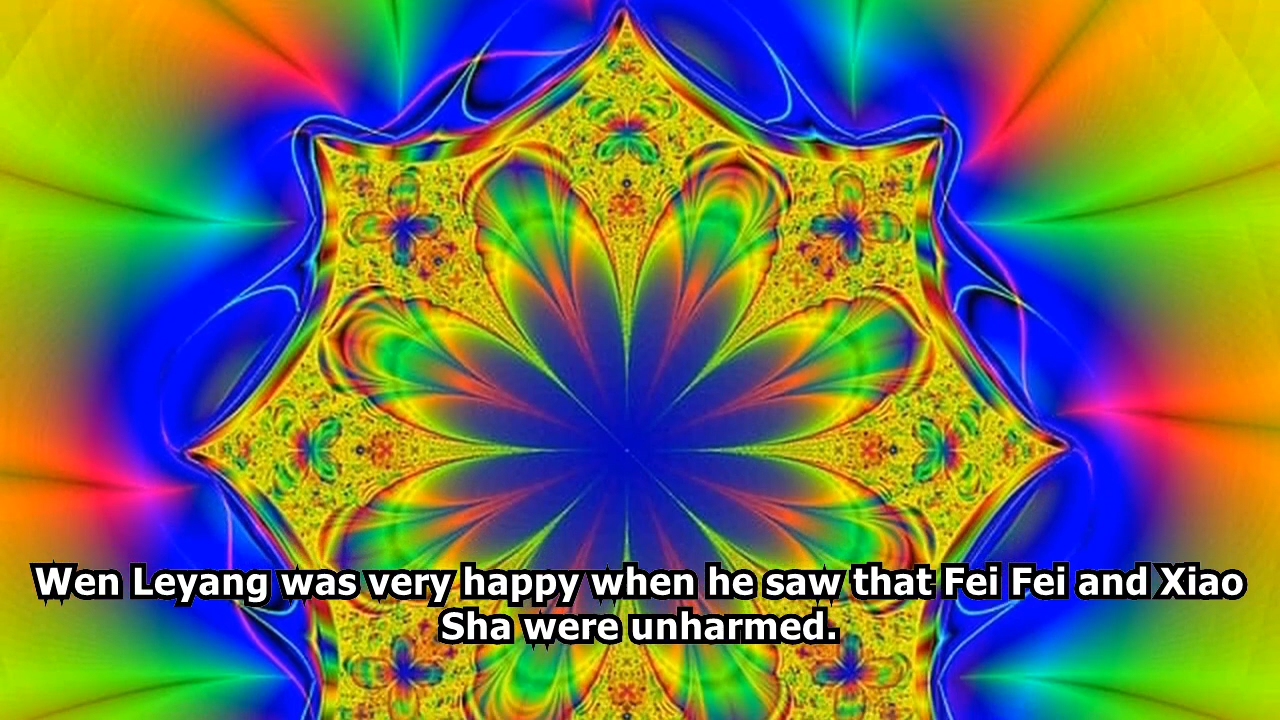 Wen Leyang was very happy when he saw that Fei Fei and Xiao
Sha were unharmed.